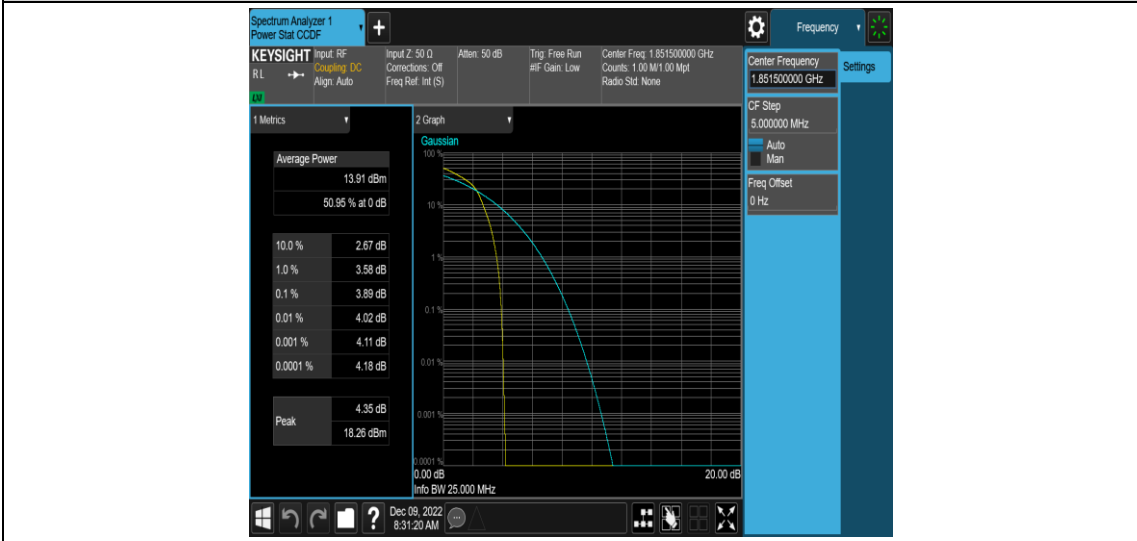 Spectrum Analyzer 1
Power Stat CCDF
+
Frequency
KEYSIGHT
R L
LM
Input: RF
Coupling: DC
Align: Auto
Input Z: 50 Ω
Corrections: Off
Freq Ref: Int (S)
Atten: 50 dB
Trig: Free Run
#IF Gain: Low
Center Freq: 1.851500000 GHz
Counts: 1.00 M/1.00 Mpt
Radio Std: None
Center Frequency
1.851500000 GHz
Settings
CF Step
5.000000 MHz
Auto
Man
Freq Offset
0 Hz
1 Metrics
Average Power
13.91 dBm
50.95 % at 0 dB
10.0 % 2.67 dB
1.0 % 3.58 dB
0.1 % 3.89 dB
0.01 % 4.02 dB
0.001 % 4.11 dB
0.0001 % 4.18 dB
Peak
4.35 dB
18.26 dBm
2 Graph
Gaussian
100 %
10 %
1 %
0.1 %
0.01 %
0.001 %
0.0001 %
0.00 dB 20.00 dB
Info BW 25.000 MHz
?
Dec 09, 2022
8:31:20 AM